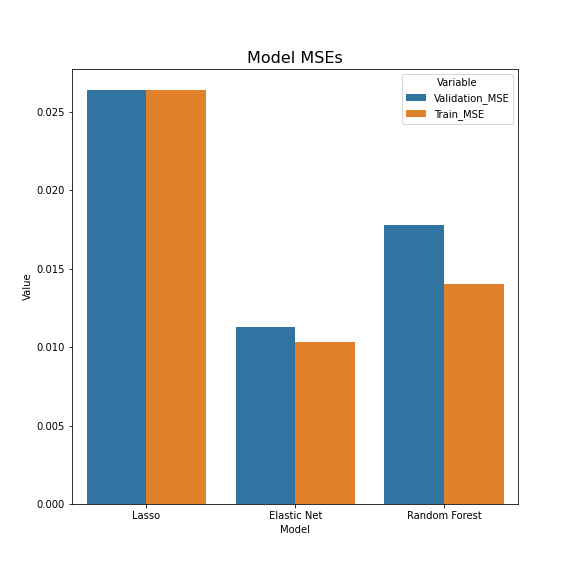 Model MSEs
Variable
Validation_MSE
Train_MSE
Value
0.025
0.020
0.015
0.010
0.005
0.000
Lasso
Elastic Net
Random Forest
Model